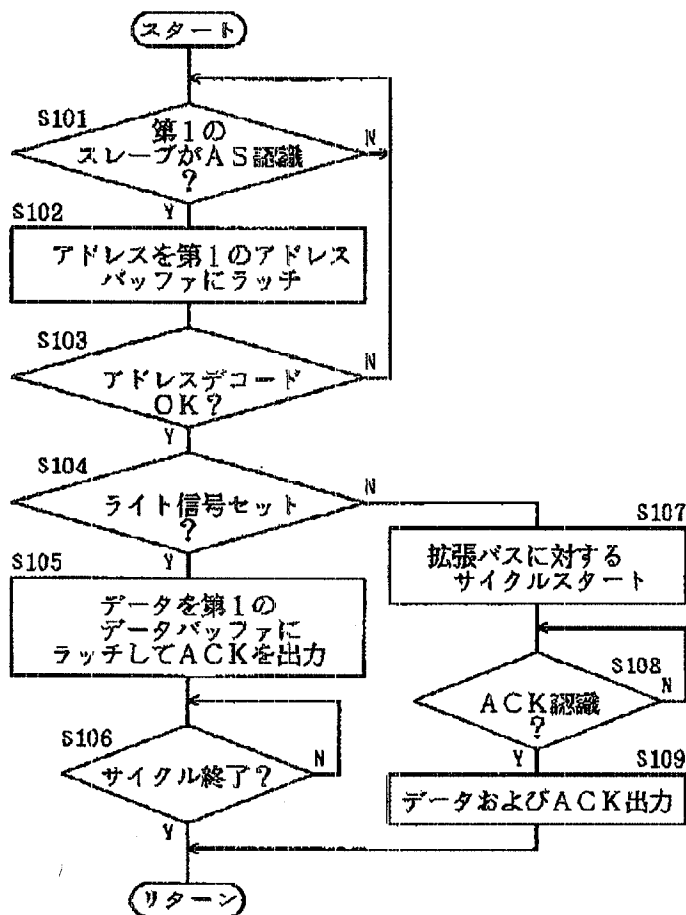 スタート
S101
第1の
スレーブがAS認識
?
N
Y
S102
アドレスを第1のアドレス
バッファにラッチ
S103
アドレスデコード
OK?
N
Y
S104
ライト信号セット
?
N
Y
S105
データを第1の
データバッファに
ラッチしてACKを出力
S106
サイクル終了?
N
Y
S107
拡張バスに対する
サイクルスタート
S108
ACK認識
?
N
Y
S109
データおよびACK出力
リターン